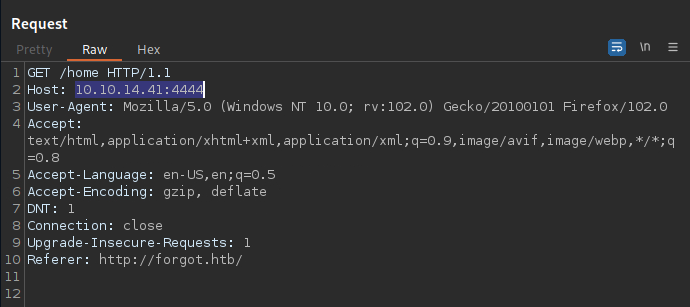 Request
Pretty Raw Hex
\n
1 GET /home HTTP/1.1
2 Host: 10.10.14.41:4444
3 User-Agent: Mozilla/5.0 (Windows NT 10.0; rv:102.0) Gecko/20100101 Firefox/102.0
4 Accept:
text/html,application/xhtml+xml,application/xml;q=0.9,image/avif,image/webp,*/*;q
=0.8
5 Accept-Language: en-US,en;q=0.5
6 Accept-Encoding: gzip, deflate
7 DNT: 1
8 Connection: close
9 Upgrade-Insecure-Requests: 1
10 Referer: http://forgot.htb/
11
12